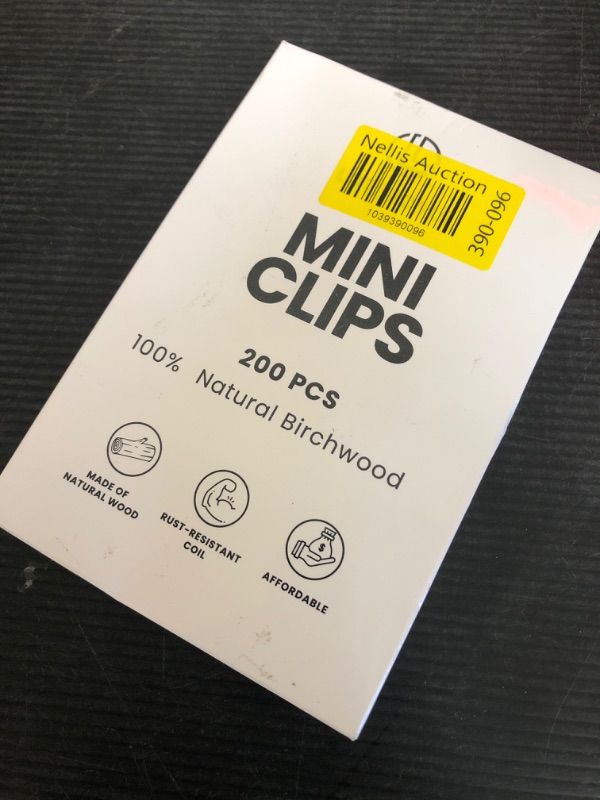 Nellis Auction
1039390096
390-096
MINI
CLIPS
200 PCS
100% Natural Birchwood
MADE OF
NATURAL WOOD
RUST-RESISTANT
COIL
$
AFFORDABLE